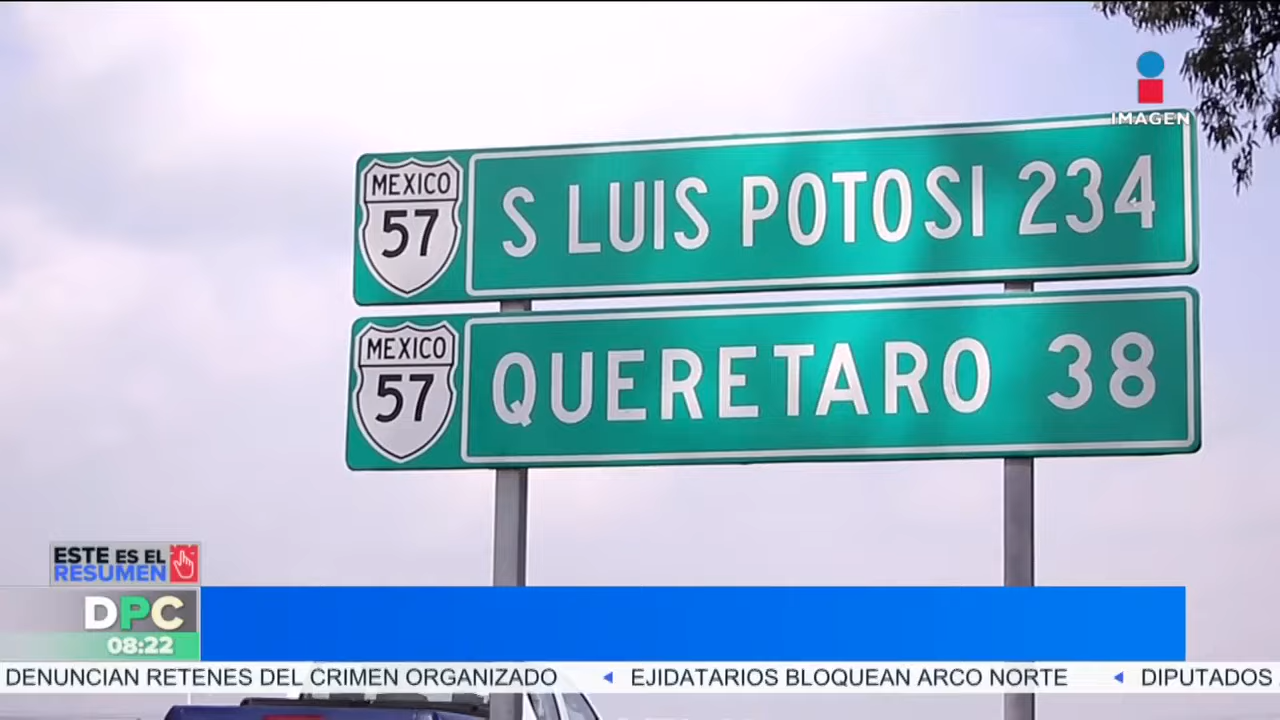 IMAGEN
MEXICO
57
S LUIS POTOSI 234
MEXICO
57
QUERETARO 38
ESTE ES EL
RESUMEN
DPC
08:22
DENUNCIAN RETENES DEL CRIMEN ORGANIZADO ◄ EJIDATARIOS BLOQUEAN ARCO NORTE ◄ DIPUTADOS